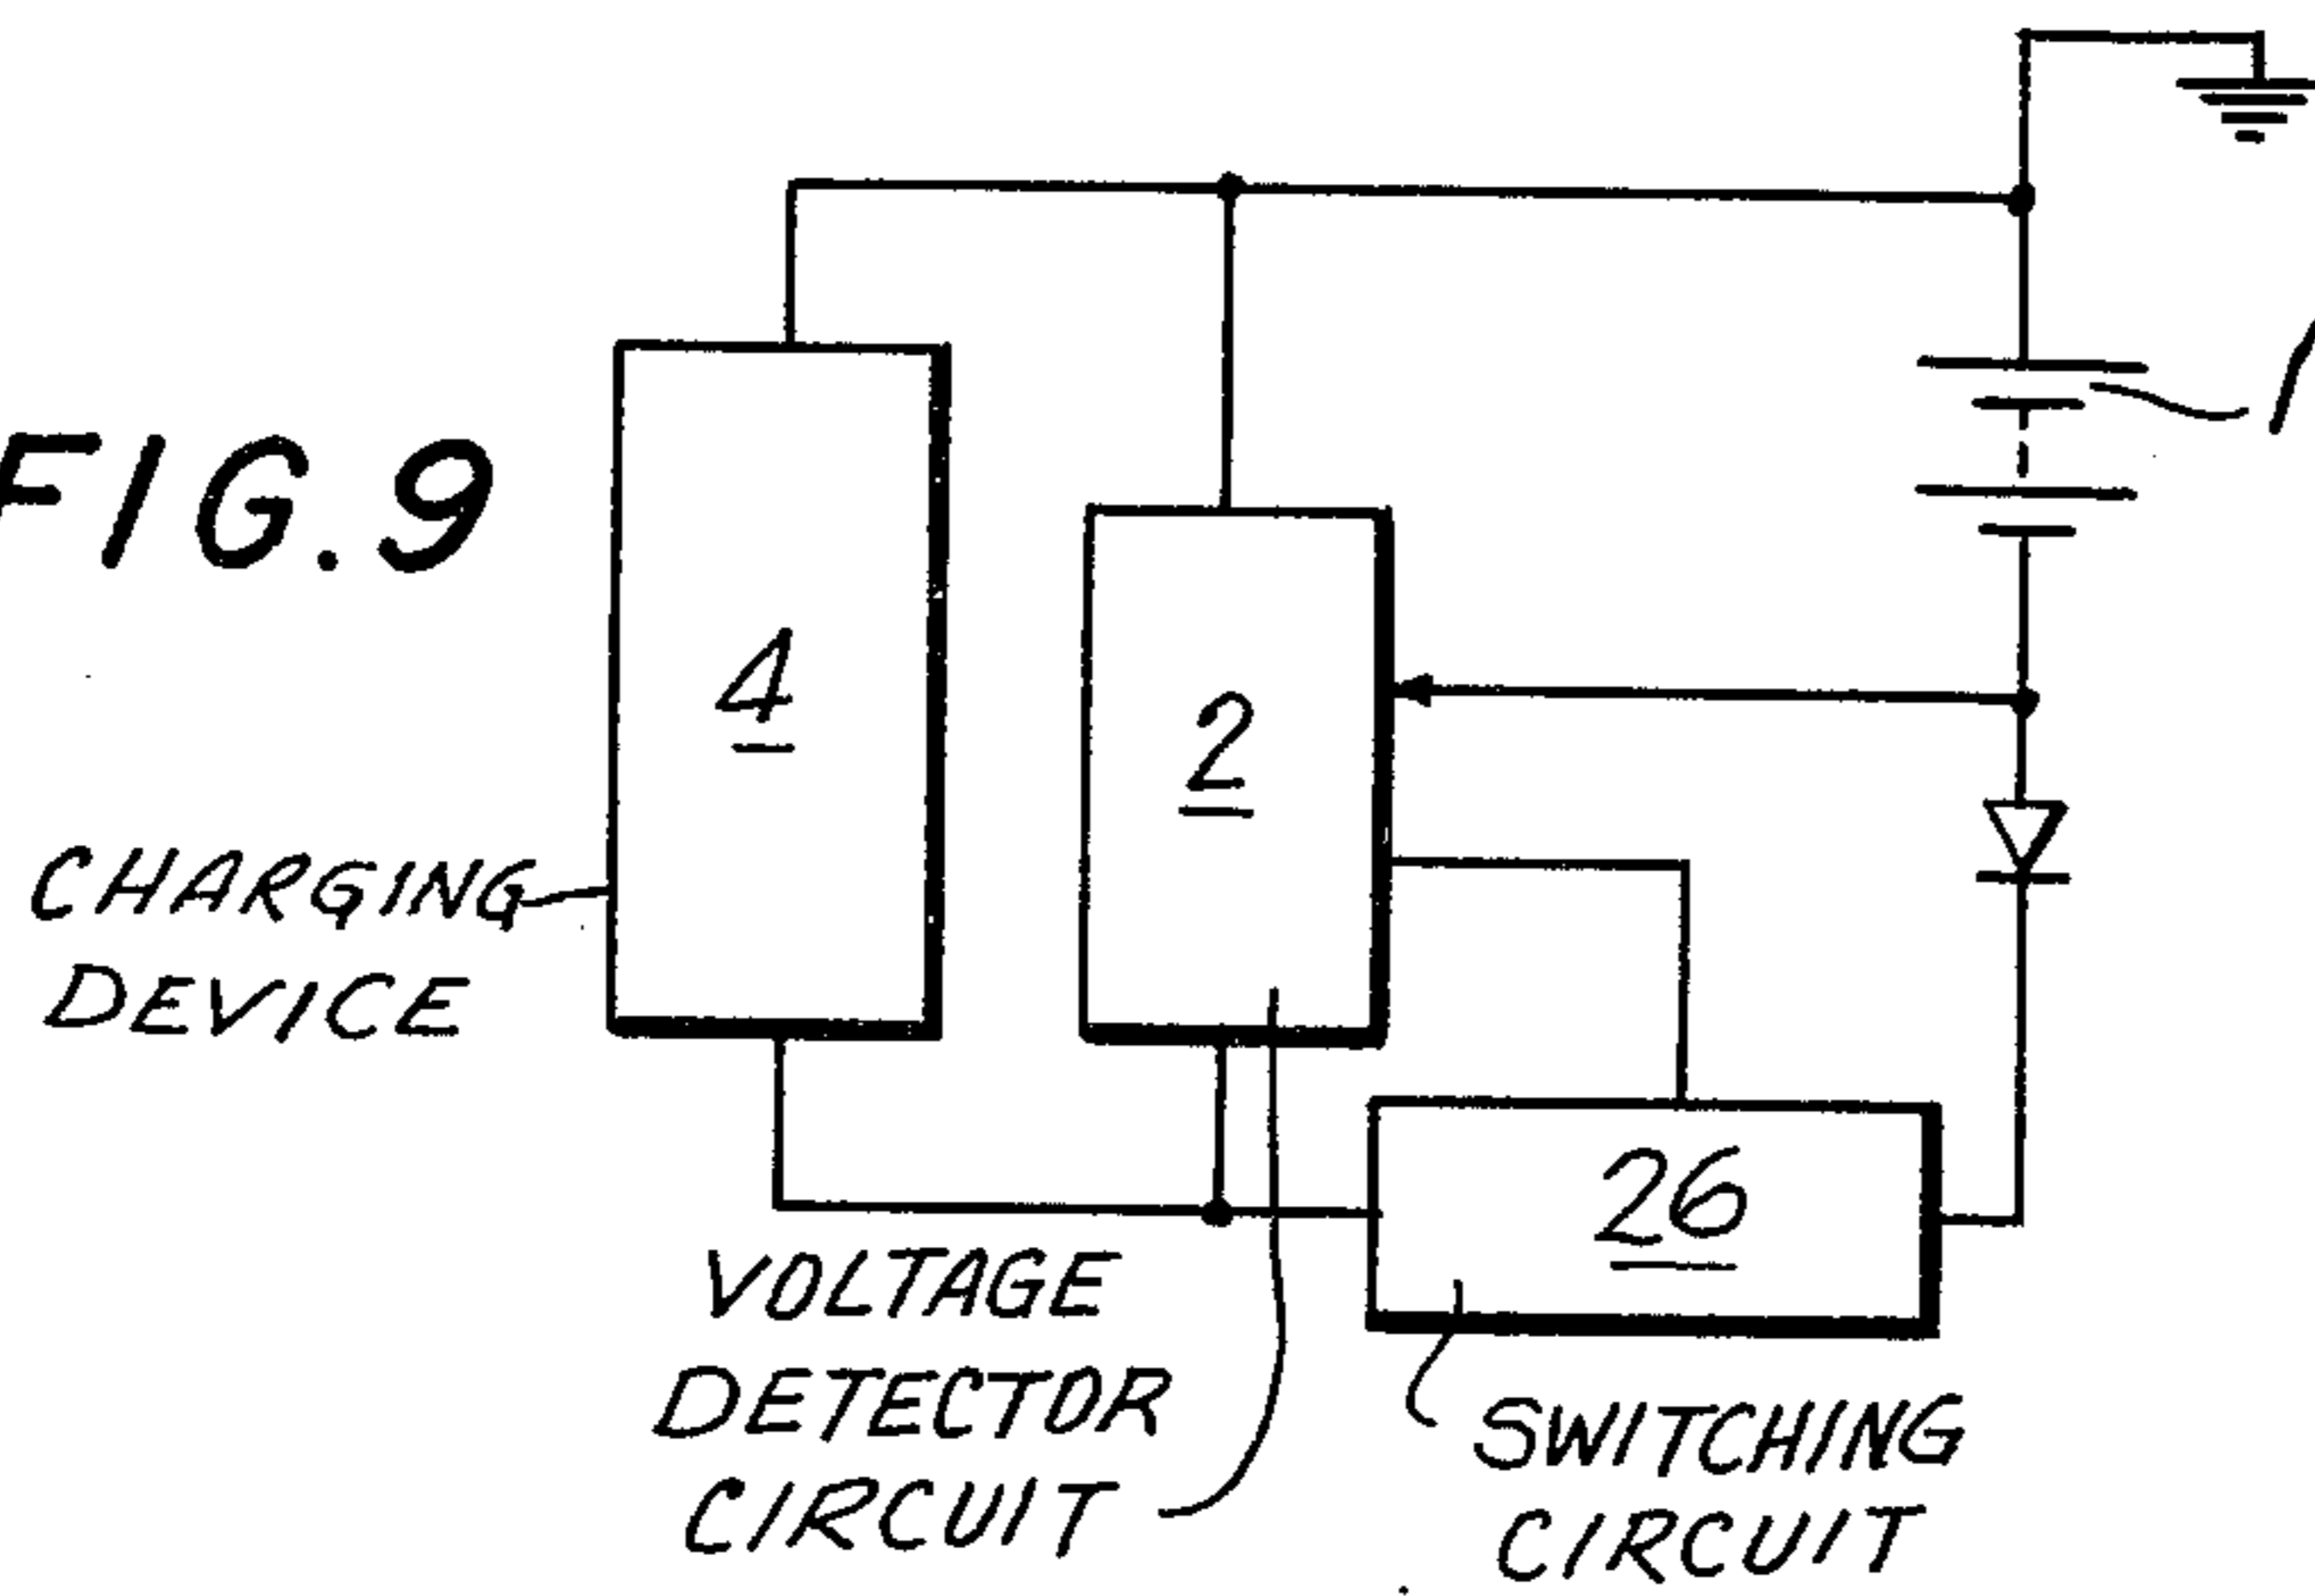 FIG.9
1
4
2
CHARGING
DEVICE
26
VOLTAGE
DETECTOR
CIRCUIT
SWITCHING
CIRCUIT